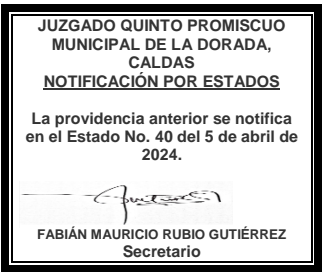 JUZGADO QUINTO PROMISCUO
MUNICIPAL DE LA DORADA,
CALDAS
NOTIFICACIÓN POR ESTADOS
La providencia anterior se notifica
en el Estado No. 40 del 5 de abril de
2024.
FABIÁN MAURICIO RUBIO GUTIÉRREZ
Secretario